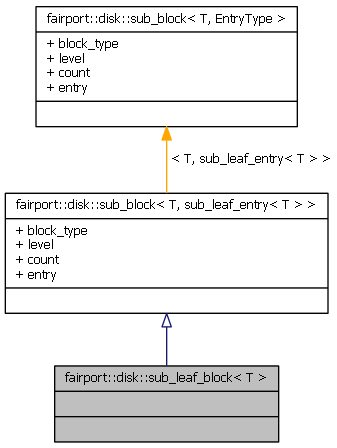 fairport::disk::sub_block< T, EntryType >
+ block_type
+ level
+ count
+ entry
< T, sub_leaf_entry< T > >
fairport::disk::sub_block< T, sub_leaf_entry< T > >
+ block_type
+ level
+ count
+ entry
fairport::disk::sub_leaf_block< T >